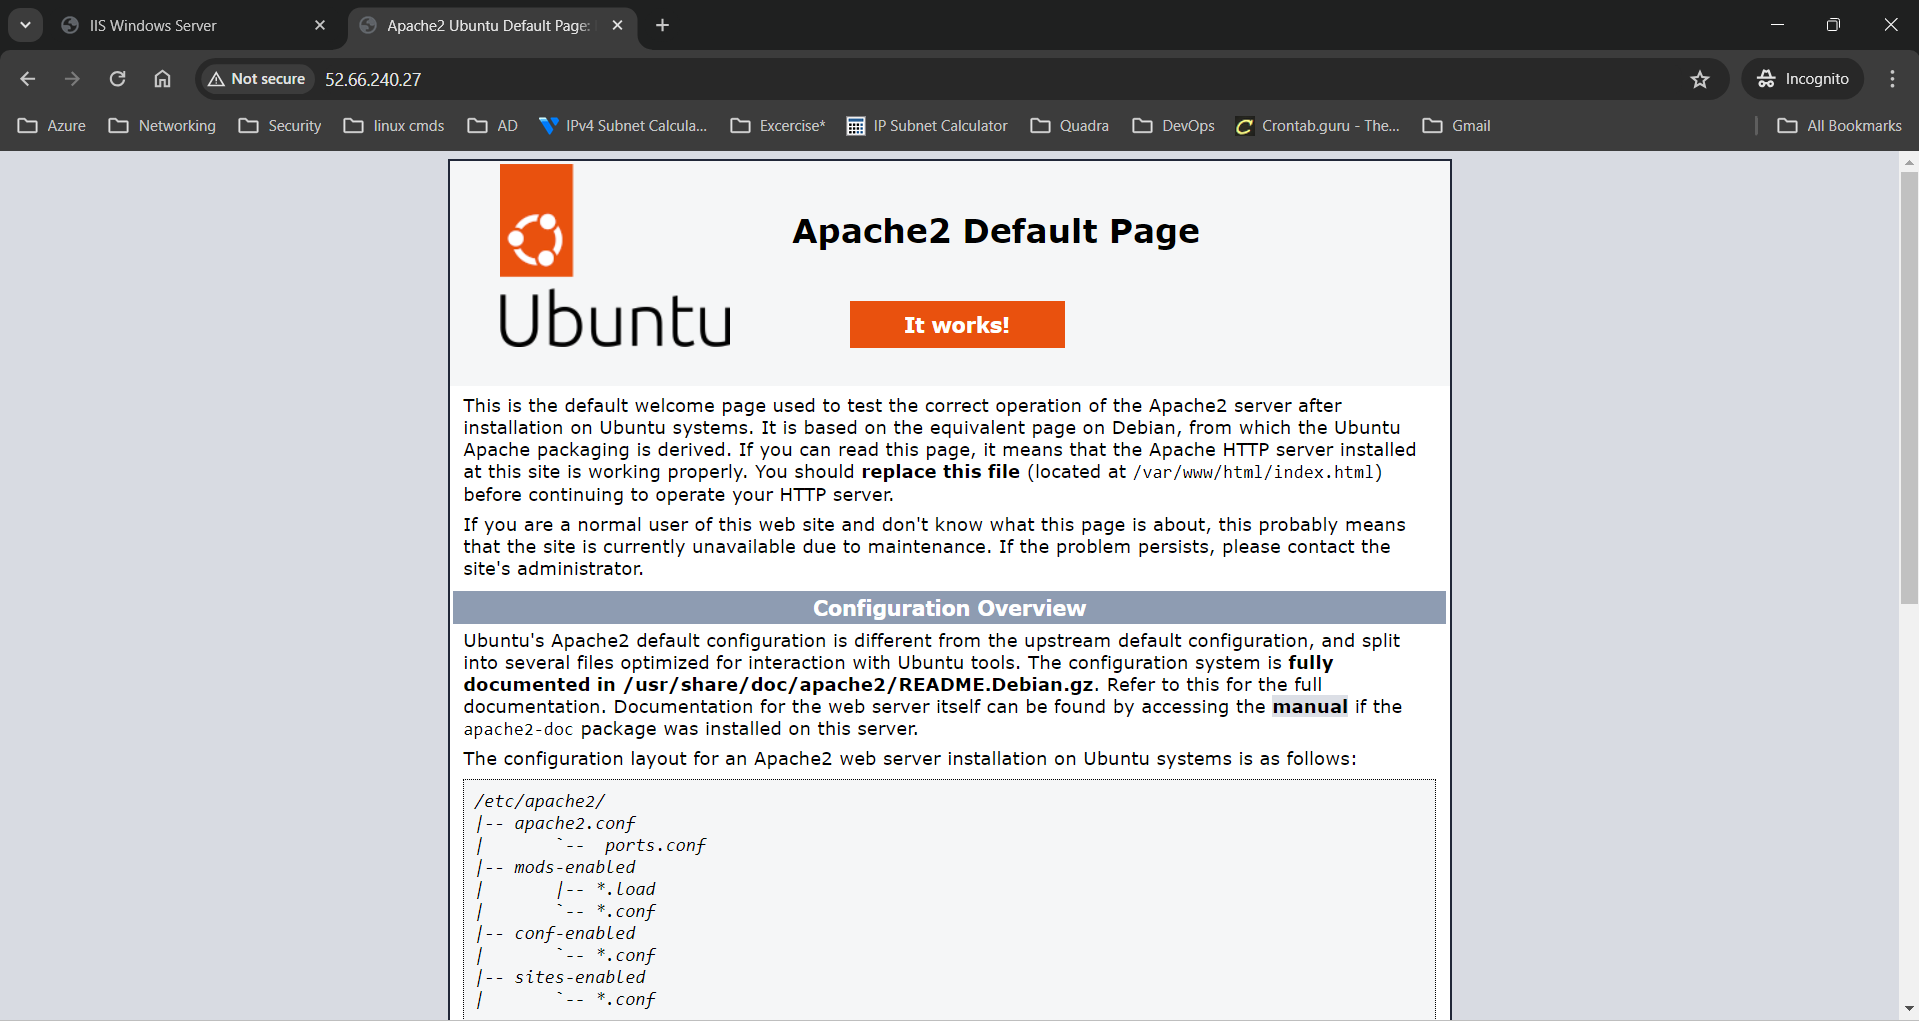 IIS Windows Server
Apache2 Ubuntu Default Page:
Not secure
52.66.240.27
Incognito
Azure
Networking
Security
linux cmds
AD
IPv4 Subnet Calcula...
Excercise*
IP Subnet Calculator
Quadra
DevOps
Crontab.guru - The...
Gmail
All Bookmarks
Ubuntu
Apache2 Default Page
It works!
This is the default welcome page used to test the correct operation of the Apache2 server after
installation on Ubuntu systems. It is based on the equivalent page on Debian, from which the Ubuntu
Apache packaging is derived. If you can read this page, it means that the Apache HTTP server installed
at this site is working properly. You should replace this file (located at /var/www/html/index.html)
before continuing to operate your HTTP server.
If you are a normal user of this web site and don't know what this page is about, this probably means
that the site is currently unavailable due to maintenance. If the problem persists, please contact the
site's administrator.
Configuration Overview
Ubuntu's Apache2 default configuration is different from the upstream default configuration, and split
into several files optimized for interaction with Ubuntu tools. The configuration system is fully
documented in /usr/share/doc/apache2/README.Debian.gz. Refer to this for the full
documentation. Documentation for the web server itself can be found by accessing the manual if the
apache2-doc package was installed on this server.
The configuration layout for an Apache2 web server installation on Ubuntu systems is as follows:
/etc/apache2/
|-- apache2.conf
|       `--  ports.conf
|-- mods-enabled
|       |-- *.load
|       `-- *.conf
|-- conf-enabled
|       `-- *.conf
|-- sites-enabled
|       `-- *.conf